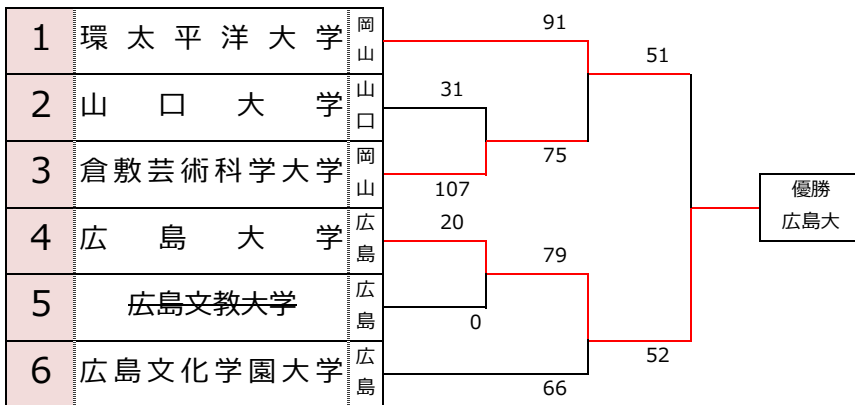 1 環太平洋大学 岡山
2 山口大学 山口
3 倉敷芸術科学大学 岡山
4 広島大学 広島
5 広島文教大学 広島
6 広島文化学園大学 広島
91
31
107
75
51
20
0
79
66
52
優勝
広島大